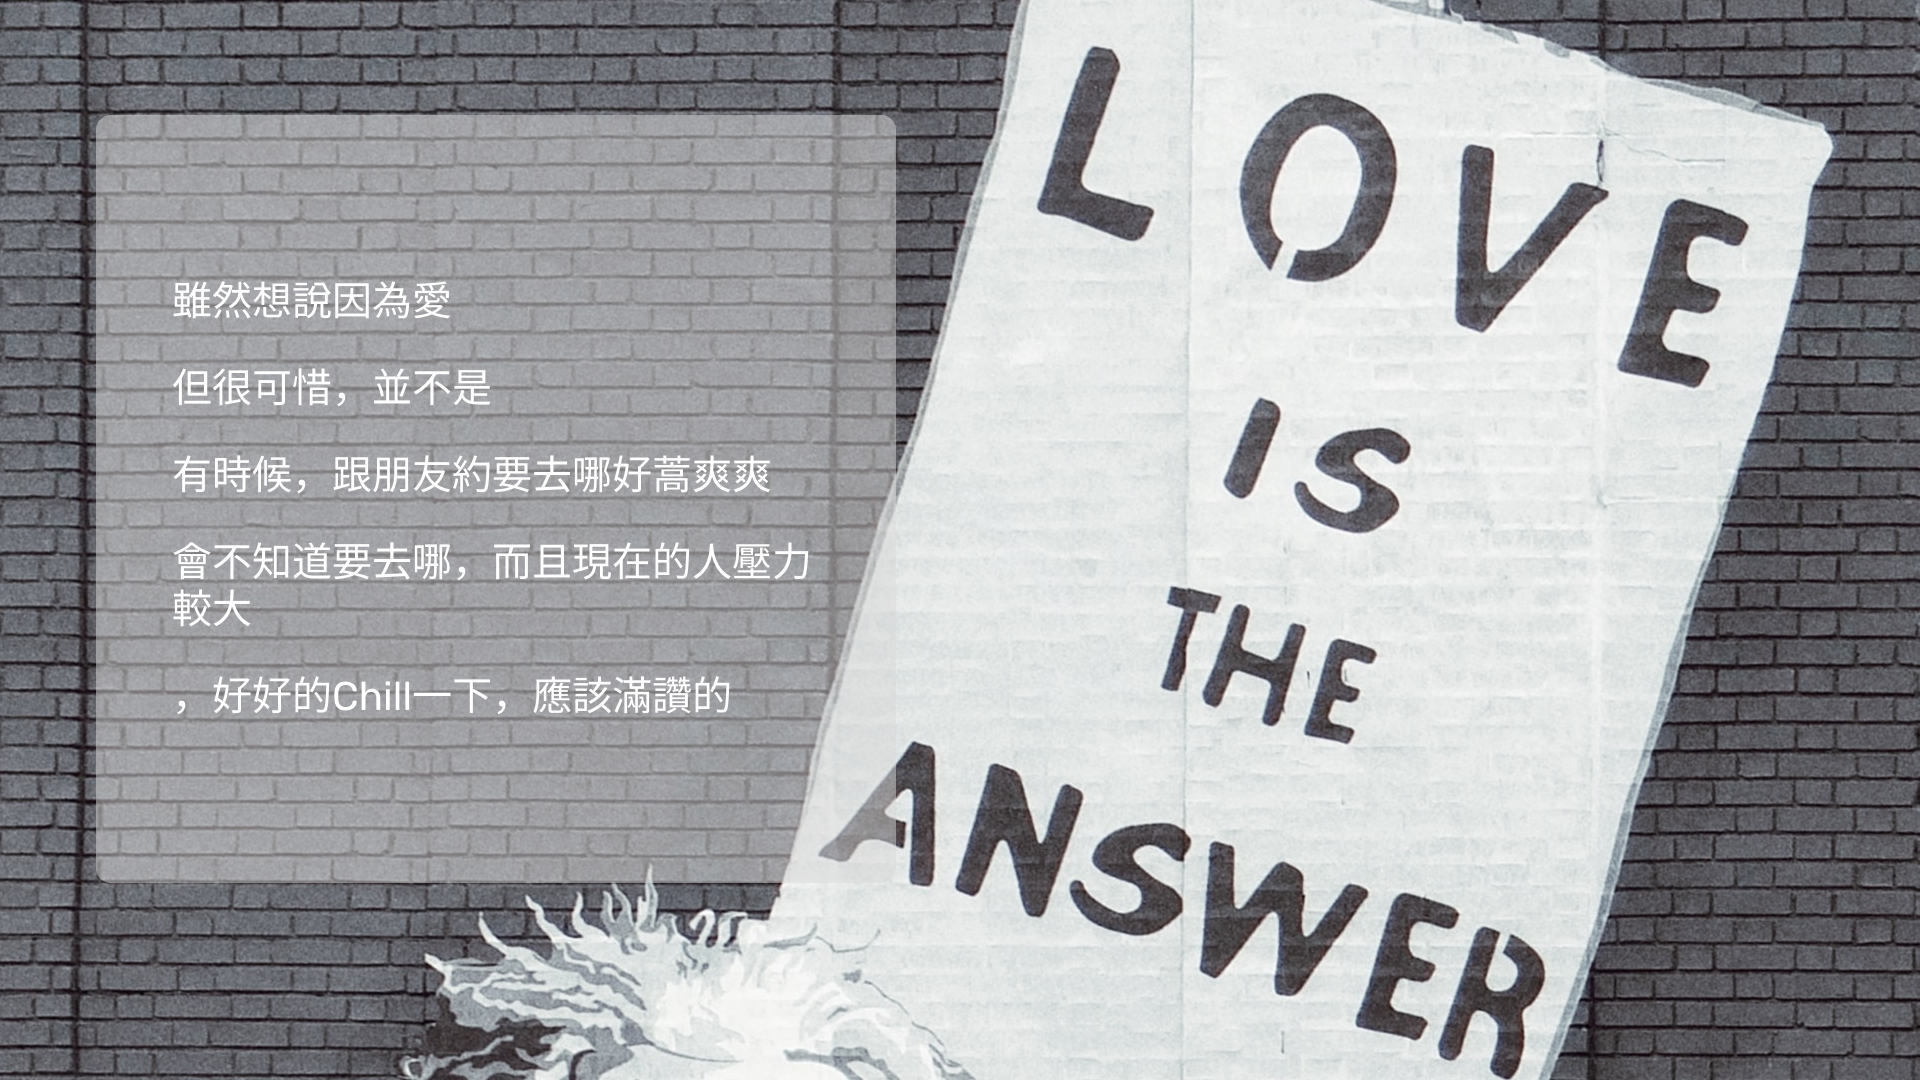 雖然想說因為愛
但很可惜，並不是
有時候，跟朋友約要去哪好蒿爽爽
會不知道要去哪，而且現在的人壓力
較大
，好好的Chill一下，應該滿讚的
LOVE
IS
THE
ANSWER